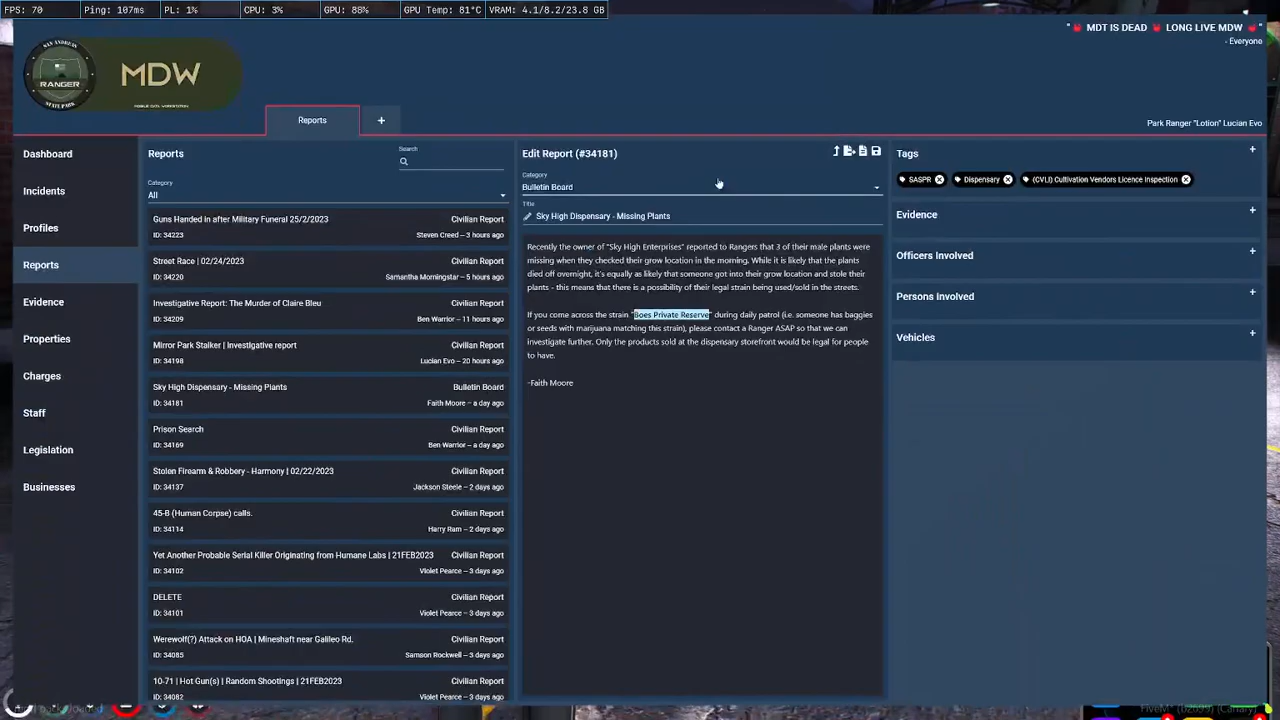 FPS: 70 Ping: 107ms PL: 1% CPU: 3% GPU: 88% GPU Temp: 81°C VRAM: 4.1/8.2/23.8 GB
" MDT IS DEAD LONG LIVE MDW "
- Everyone
SAN ANDREAS
RANGER
STATE PARK
MDW
Reports
+
Park Ranger "Lotion" Lucian Evo
Dashboard
Incidents
Profiles
Reports
Evidence
Properties
Charges
Staff
Legislation
Businesses
Reports
Search
Category
All
Guns Handed in after Military Funeral 25/2/2023 Civilian Report
ID: 34223 Steven Creed – 3 hours ago
Street Race | 02/24/2023 Civilian Report
ID: 34220 Samantha Morningstar – 5 hours ago
Investigative Report: The Murder of Claire Bleu Civilian Report
ID: 34209 Ben Warrior – 11 hours ago
Mirror Park Stalker | Investigative report Civilian Report
ID: 34198 Lucian Evo – 20 hours ago
Sky High Dispensary - Missing Plants Bulletin Board
ID: 34181 Faith Moore – a day ago
Prison Search Civilian Report
ID: 34169 Ben Warrior – a day ago
Stolen Firearm & Robbery - Harmony | 02/22/2023 Civilian Report
ID: 34137 Jackson Steele – 2 days ago
45-B (Human Corpse) calls. Civilian Report
ID: 34114 Harry Ram – 2 days ago
Yet Another Probable Serial Killer Originating from Humane Labs | 21FEB2023 Civilian Report
ID: 34102 Violet Pearce – 3 days ago
DELETE Civilian Report
ID: 34101 Violet Pearce – 3 days ago
Werewolf(?) Attack on HOA | Mineshaft near Galileo Rd. Civilian Report
ID: 34085 Samson Rockwell – 3 days ago
10-71 | Hot Gun(s) | Random Shootings | 21FEB2023 Civilian Report
ID: 34082 Violet Pearce – 3 days ago
Edit Report (#34181)
Category
Bulletin Board
Title
Sky High Dispensary - Missing Plants
Recently the owner of "Sky High Enterprises" reported to Rangers that 3 of their male plants were
missing when they checked their grow location in the morning. While it is likely that the plants
died off overnight, it's equally as likely that someone got into their grow location and stole their
plants - this means that there is a possibility of their legal strain being used/sold in the streets.
If you come across the strain "Boes Private Reserve" during daily patrol (i.e. someone has baggies
or seeds with marijuana matching this strain), please contact a Ranger ASAP so that we can
investigate further. Only the products sold at the dispensary storefront would be legal for people
to have.
-Faith Moore
Tags +
SASPR Dispensary (CVLI) Cultivation Vendors Licence Inspection
Evidence +
Officers Involved +
Persons Involved +
Vehicles +